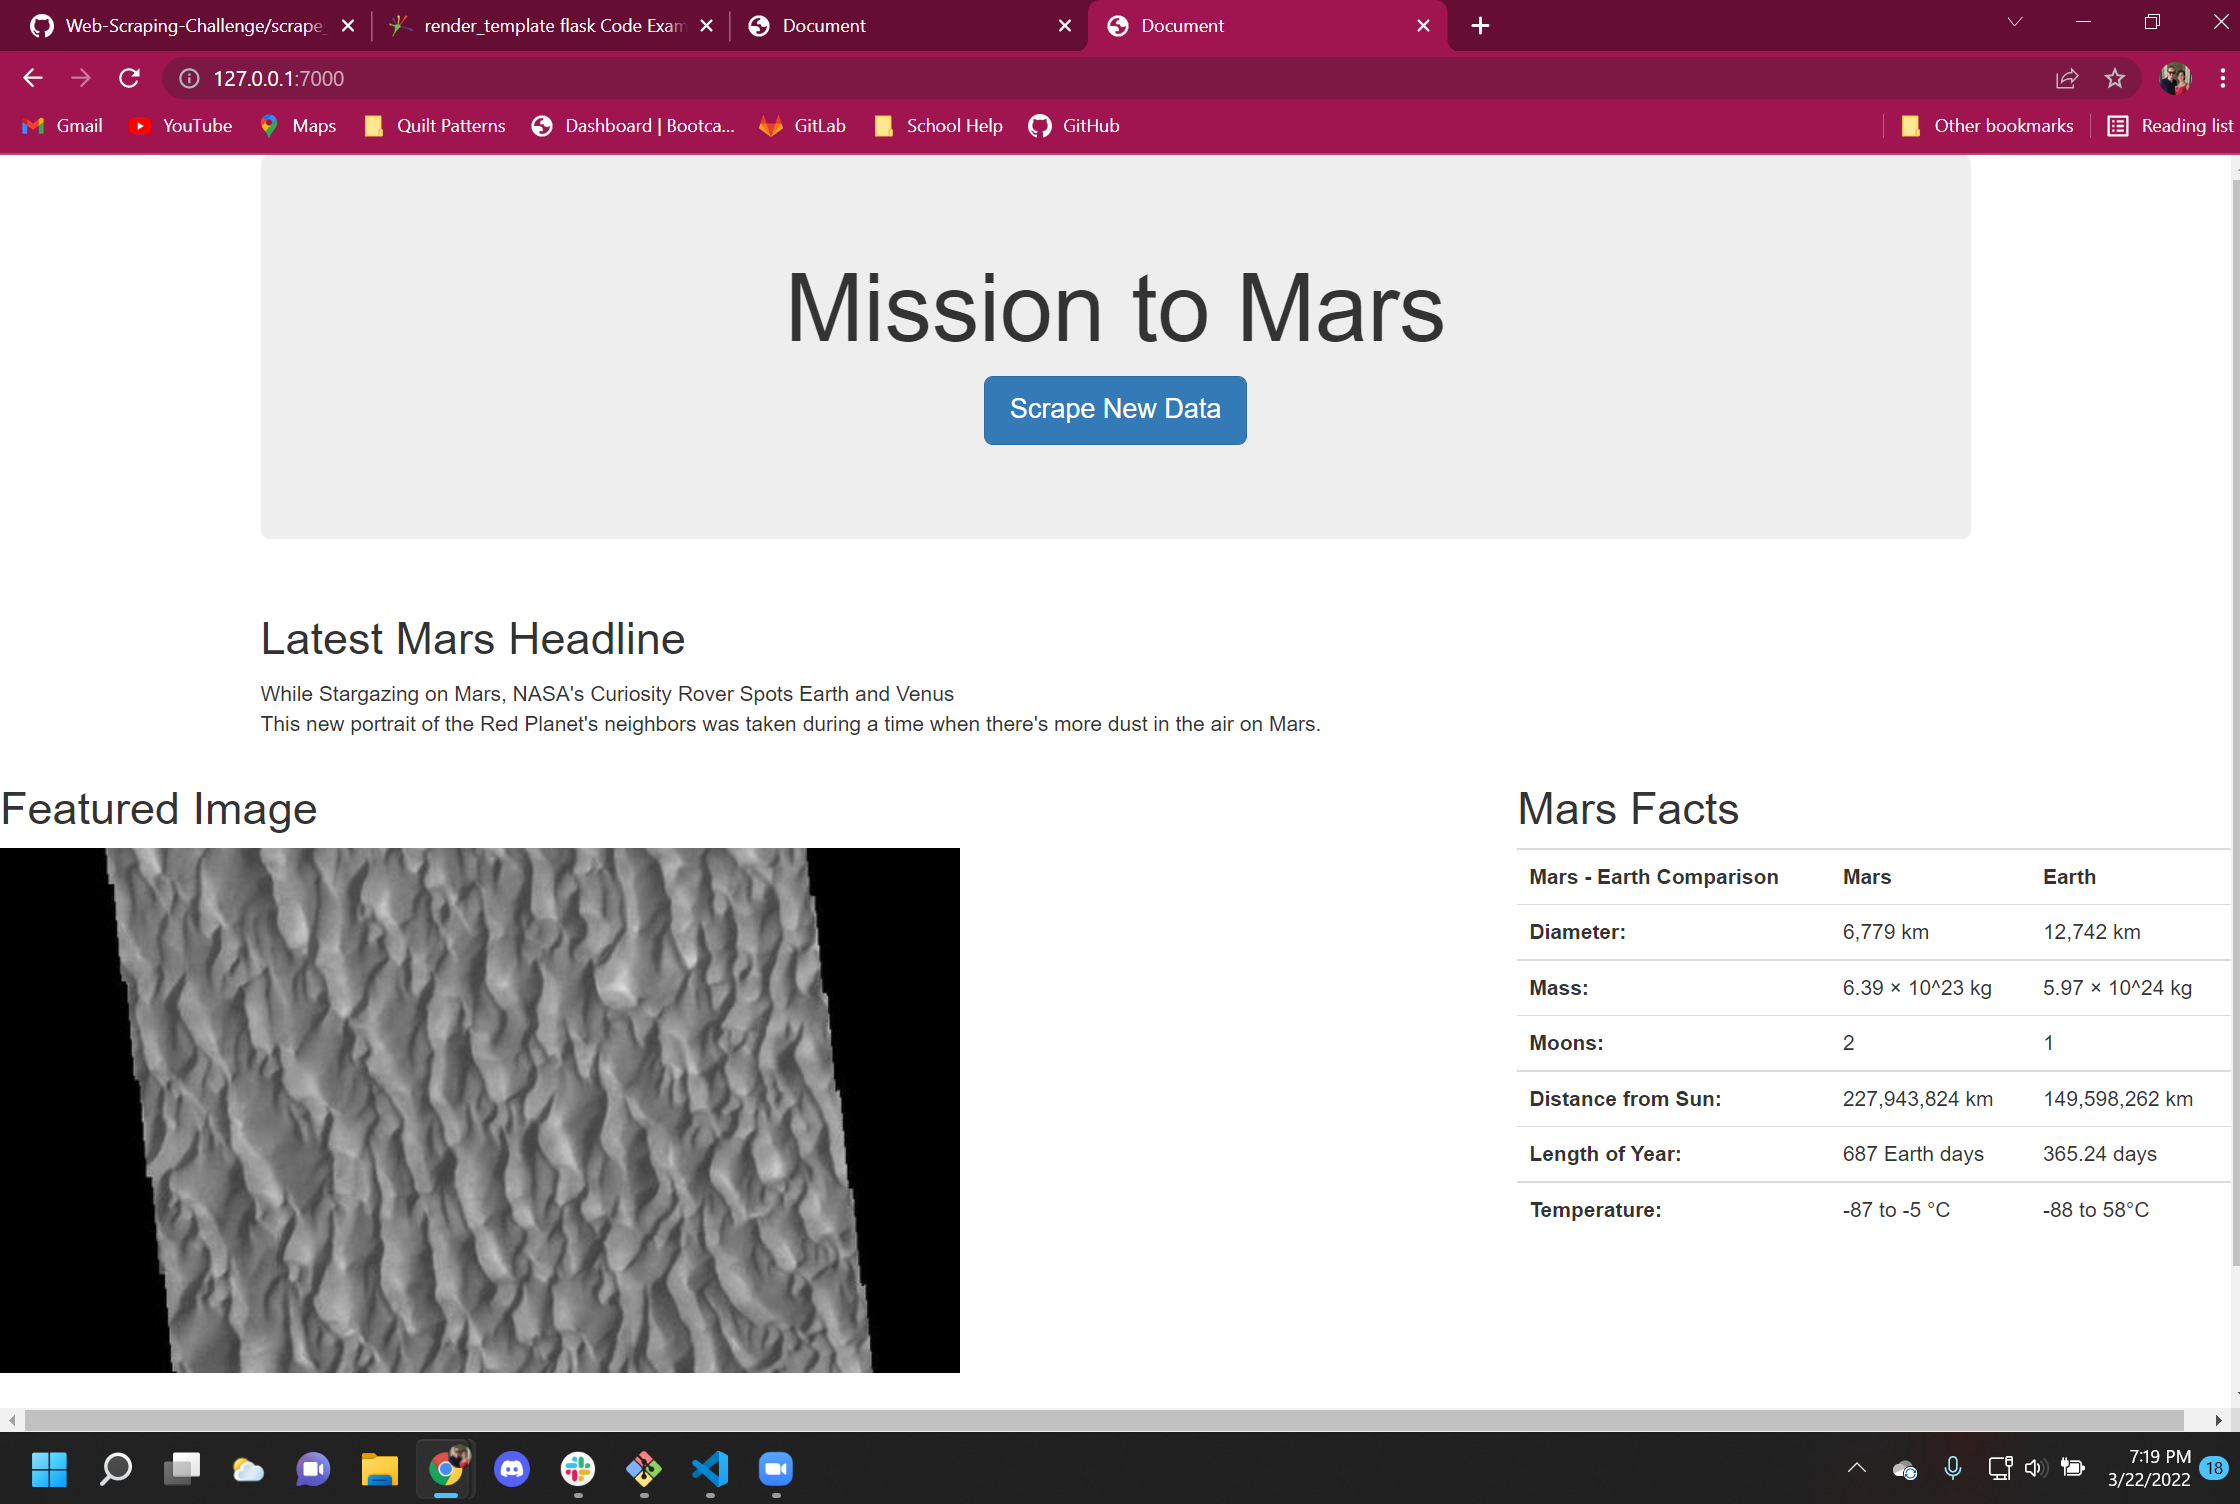 Web-Scraping-Challenge/scrape_
render_template flask Code Exam
Document
Document
127.0.0.1:7000
Gmail
YouTube
Maps
Quilt Patterns
Dashboard | Bootca...
GitLab
School Help
GitHub
Other bookmarks
Reading list
Mission to Mars
Scrape New Data
Latest Mars Headline
While Stargazing on Mars, NASA's Curiosity Rover Spots Earth and Venus
This new portrait of the Red Planet's neighbors was taken during a time when there's more dust in the air on Mars.
Featured Image
Mars Facts
Mars - Earth Comparison Mars Earth
Diameter: 6,779 km 12,742 km
Mass: 6.39 × 10^23 kg 5.97 × 10^24 kg
Moons: 2 1
Distance from Sun: 227,943,824 km 149,598,262 km
Length of Year: 687 Earth days 365.24 days
Temperature: -87 to -5 °C -88 to 58°C
7:19 PM
3/22/2022
18